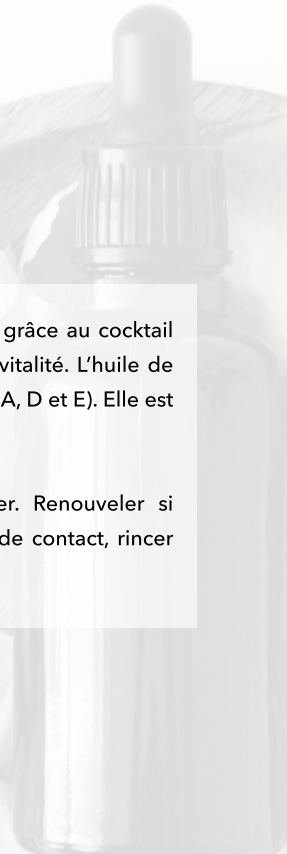 grâce au cocktail
vitalité. L’huile de
A, D et E). Elle est
er. Renouveler si
de contact, rincer